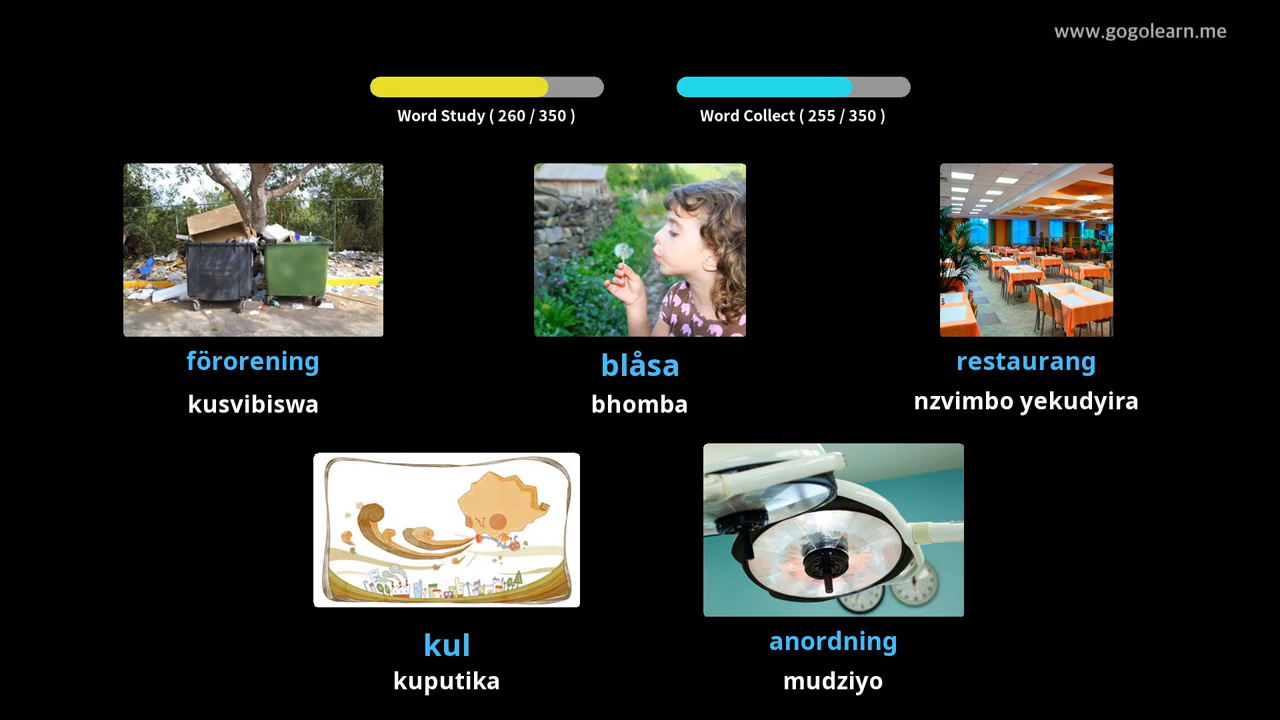 www.gogolearn.me
Word Study ( 260 / 350 )
Word Collect ( 255 / 350 )
förorening
blåsa
restaurang
kusvibiswa
bhomba
nzvimbo yekudyira
kul
anordning
kuputika
mudziyo